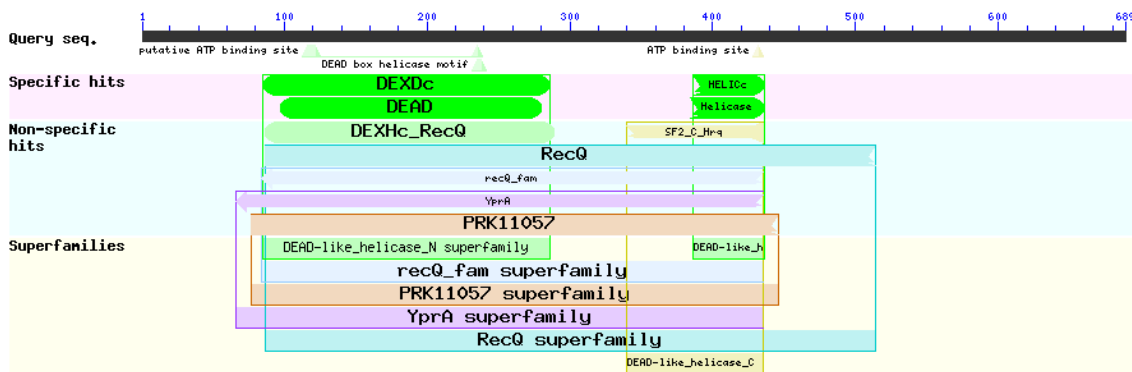 1 100 200 300 400 500 600 689
Query seq.
putative ATP binding site ATP binding site
DEAD box helicase motif
Specific hits DEXDc HELICc
DEAD Helicase
Non-specific hits DEXHc_RecQ SF2_C_Hrq
RecQ
recQ_fam
YprA
PRK11057
Superfamilies DEAD-like_helicase_N superfamily DEAD-like_h
recQ_fam superfamily
PRK11057 superfamily
YprA superfamily
RecQ superfamily
DEAD-like_helicase_C